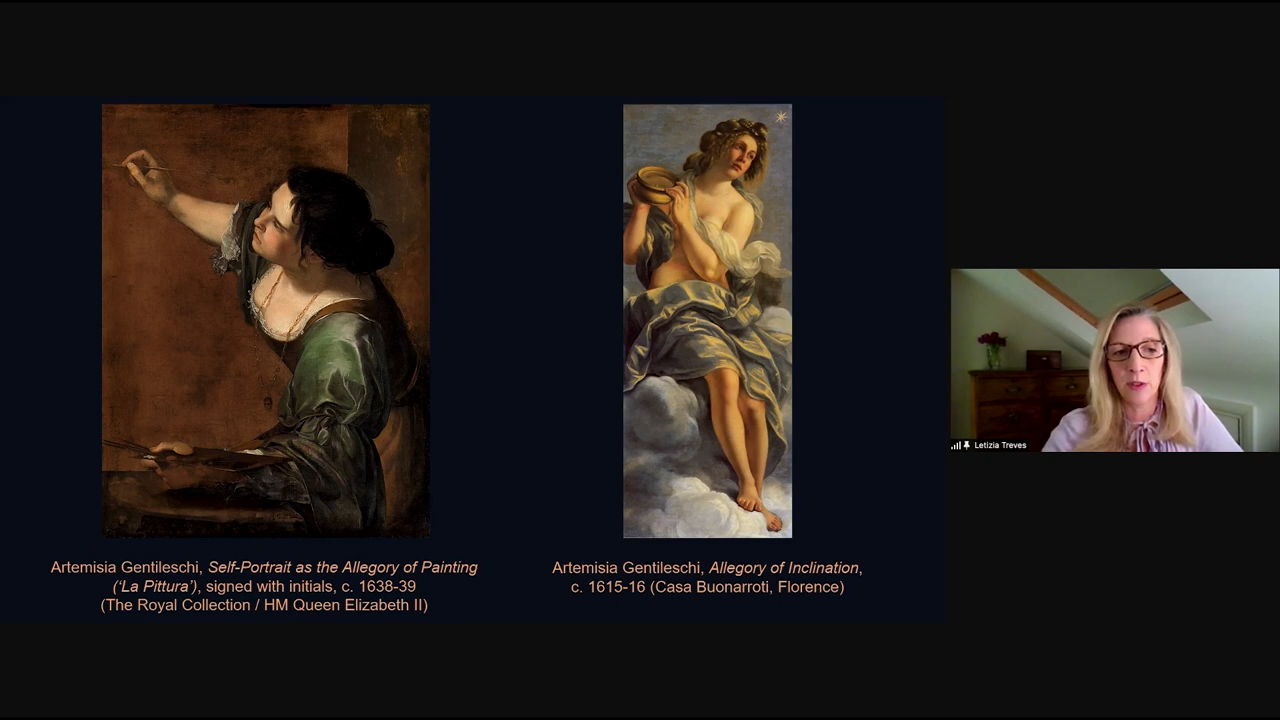 Artemisia Gentileschi, Self-Portrait as the Allegory of Painting
(‘La Pittura’), signed with initials, c. 1638-39
(The Royal Collection / HM Queen Elizabeth II)
Artemisia Gentileschi, Allegory of Inclination,
c. 1615-16 (Casa Buonarroti, Florence)
Letizia Treves